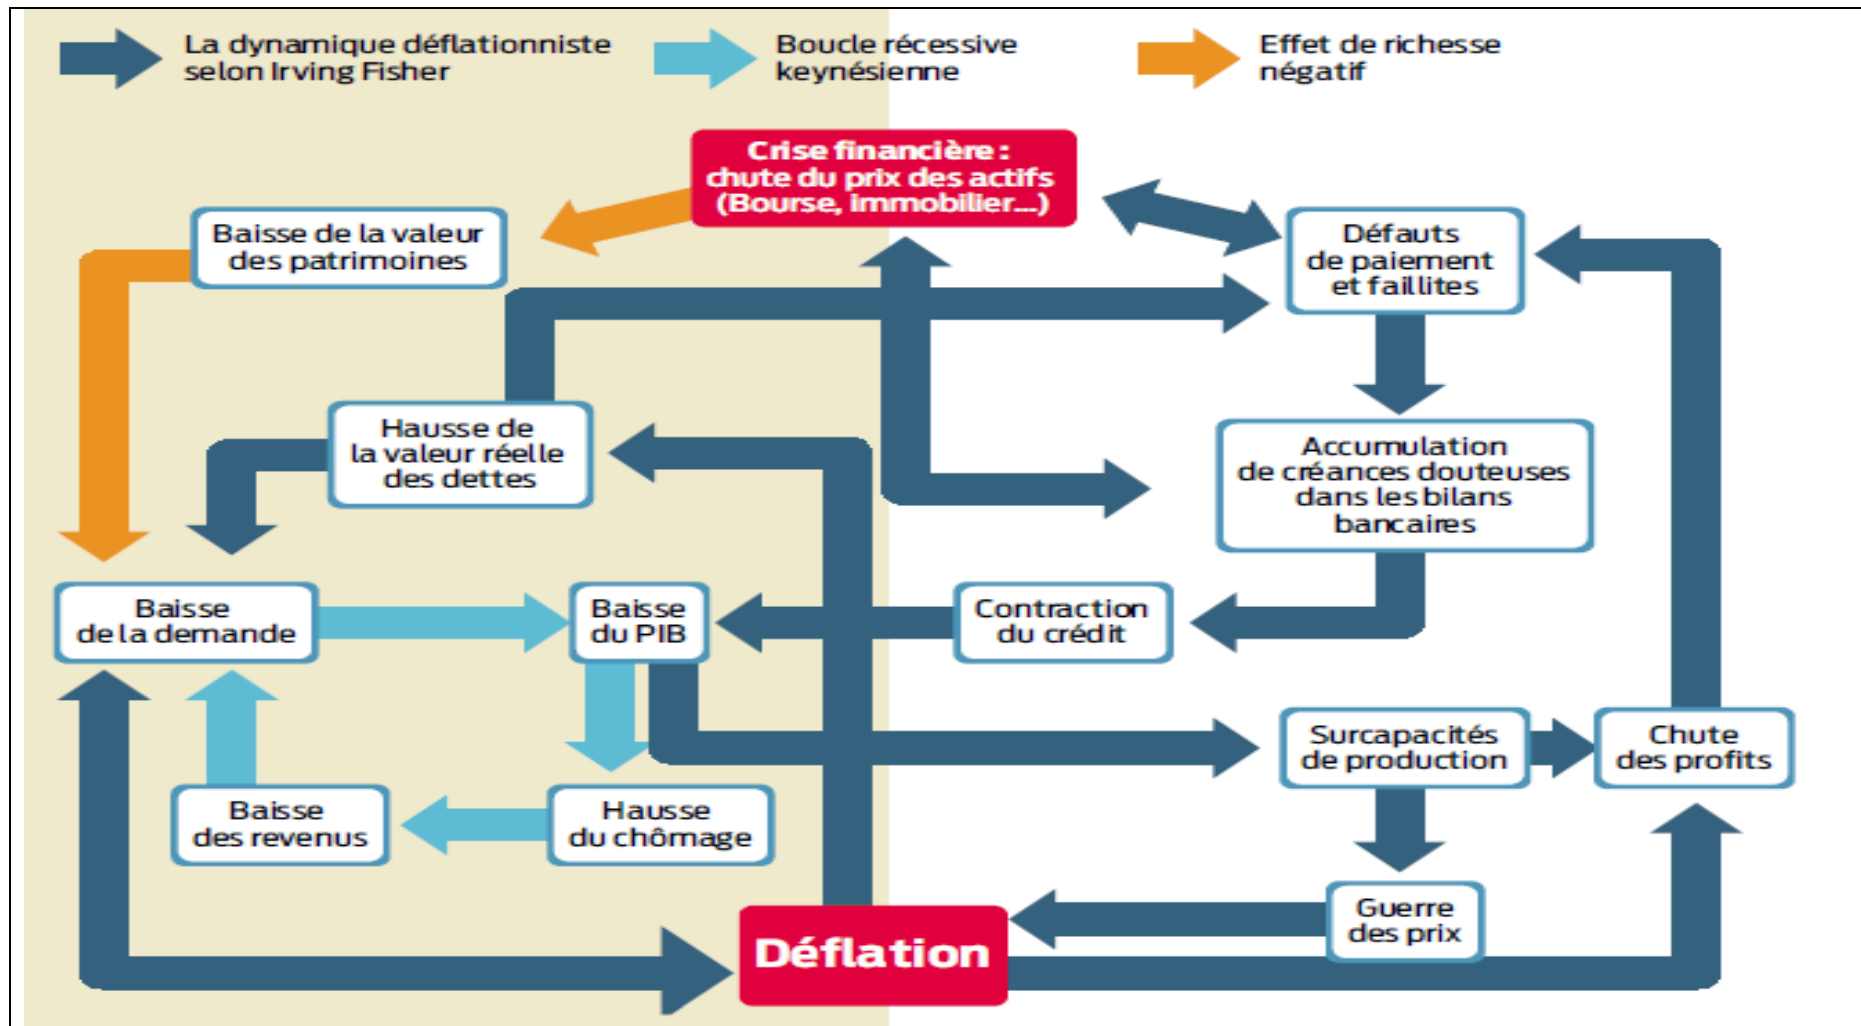 La dynamique déflationniste
selon Irving Fisher
Boucle récessive
keynésienne
Effet de richesse
négatif
Crise financière :
chute du prix des actifs
(Bourse, immobilier...)
Baisse de la valeur
des patrimoines
Défauts
de paiement
et faillites
Hausse de
la valeur réelle
des dettes
Accumulation
de créances douteuses
dans les bilans
bancaires
Baisse
de la demande
Baisse
du PIB
Contraction
du crédit
Surcapacités
de production
Chute
des profits
Baisse
des revenus
Hausse
du chômage
Guerre
des prix
Déflation